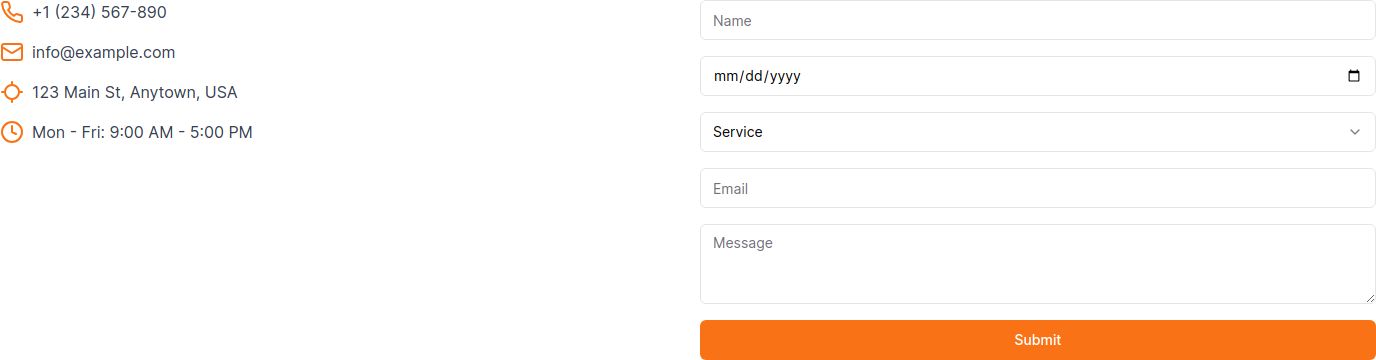 +1 (234) 567-890
info@example.com
123 Main St, Anytown, USA
Mon - Fri: 9:00 AM - 5:00 PM
Name
mm/dd/yyyy
Service
Email
Message
Submit